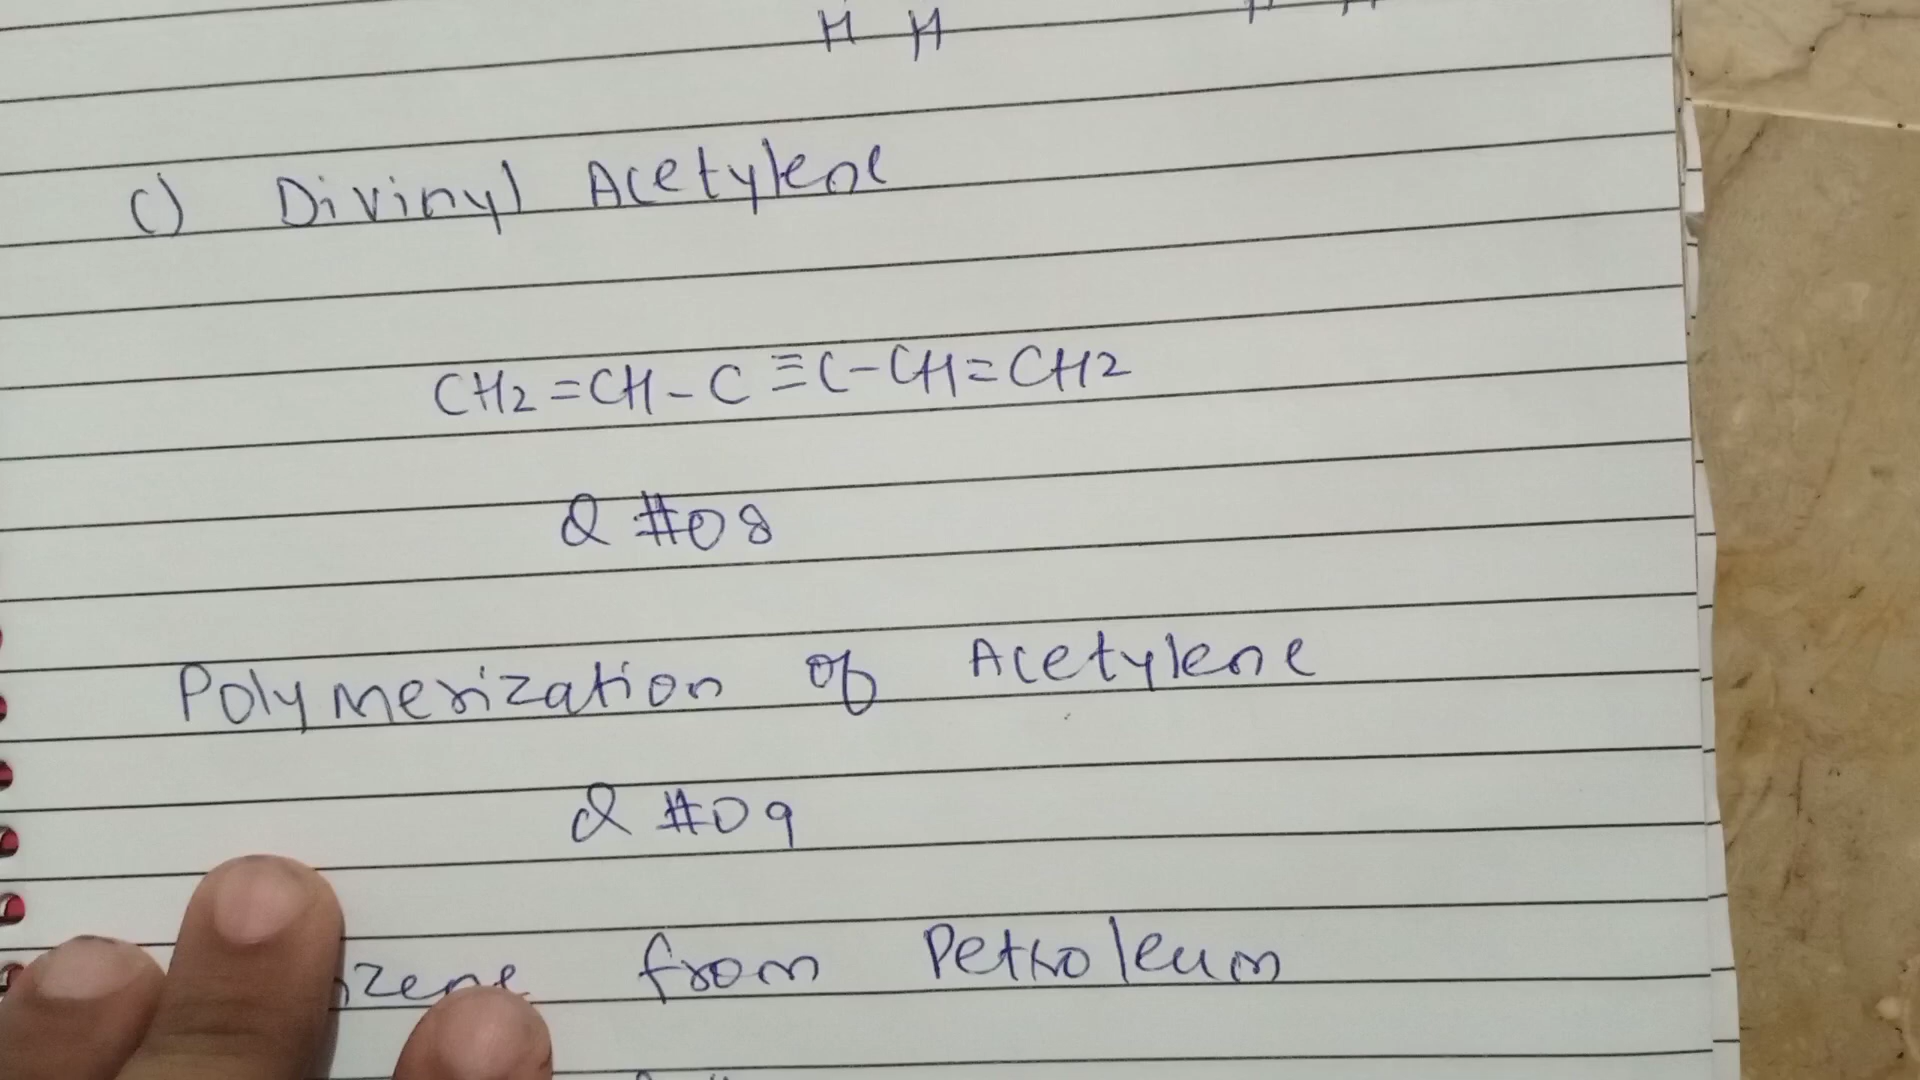 H H
C) Divinyl Acetylene
CH2=CH-C≡C-CH=CH2
Q #08
Polymerization of Acetylene
Q #09
from Petroleum